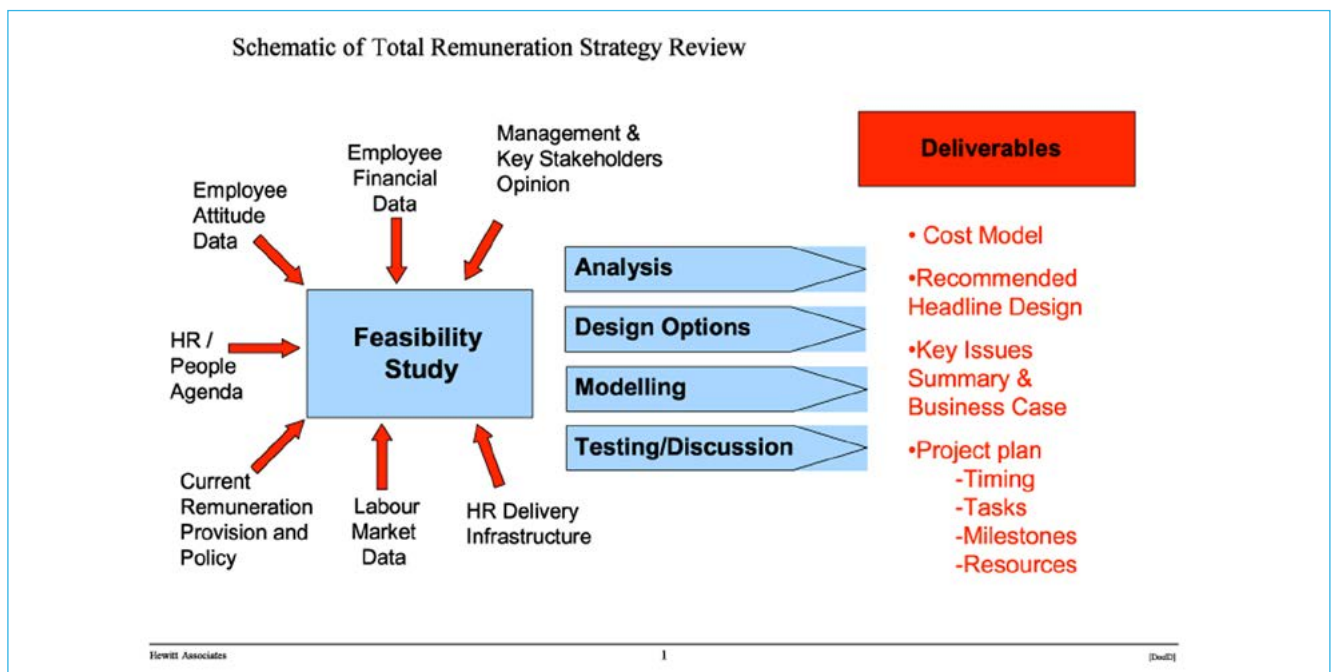 Schematic of Total Remuneration Strategy Review
Employee
Attitude
Data
Employee
Financial
Data
Management &
Key Stakeholders
Opinion
HR /
People
Agenda
Feasibility
Study
Current
Remuneration
Provision and
Policy
Labour
Market
Data
HR Delivery
Infrastructure
Analysis
Design Options
Modelling
Testing/Discussion
Deliverables
• Cost Model
•Recommended
Headline Design
•Key Issues
Summary &
Business Case
•Project plan
-Timing
-Tasks
-Milestones
-Resources
Hewitt Associates
1